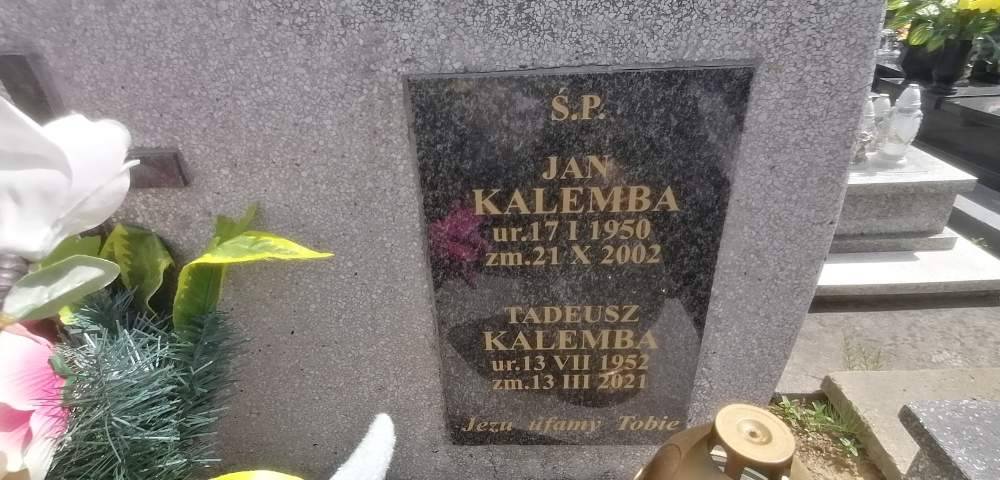 Ś.P.
JAN
KALEMBA
ur.17 I 1950
zm.21 X 2002
TADEUSZ
KALEMBA
ur.13 VII 1952
zm.13 III 2021
Jezu ufamy Tobie